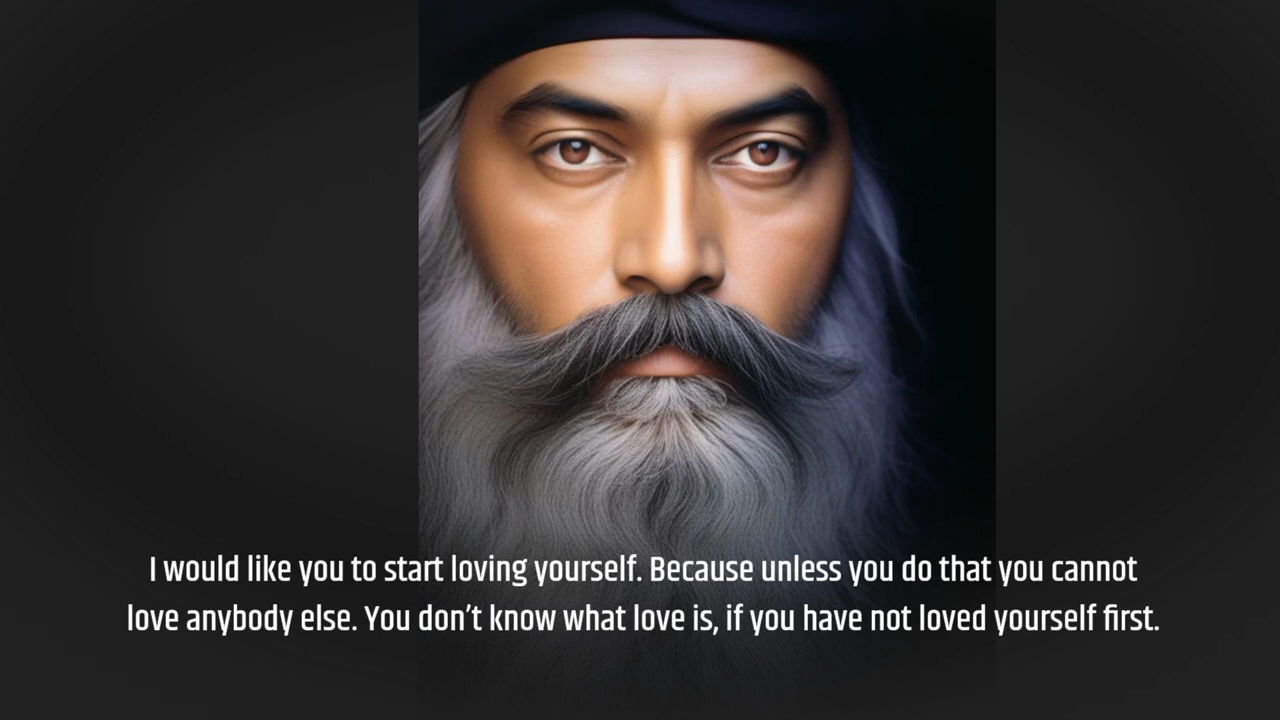 I would like you to start loving yourself. Because unless you do that you cannot
love anybody else. You don’t know what love is, if you have not loved yourself first.